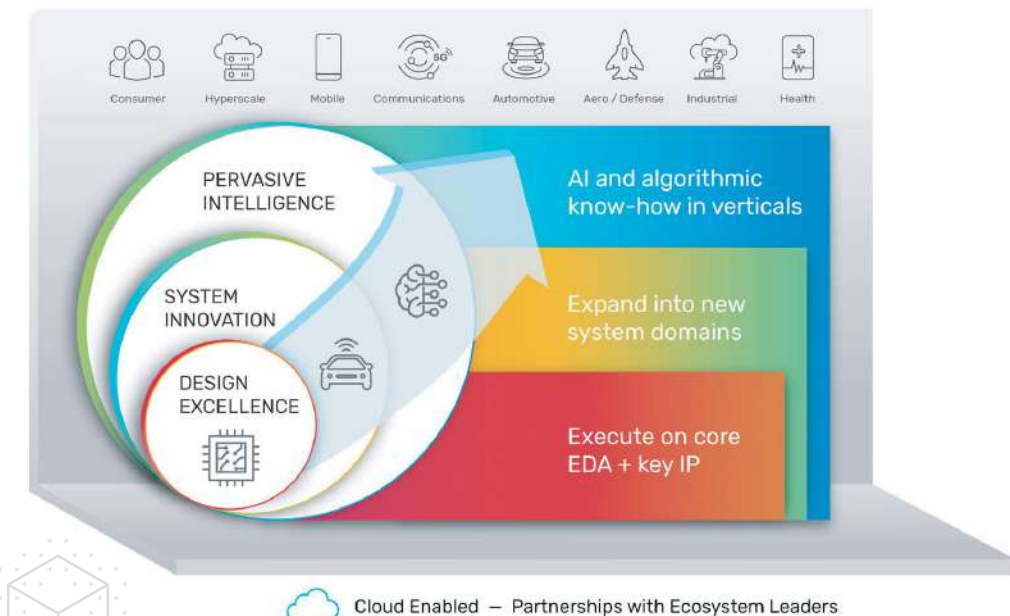 Consumer
Hyperscale
Mobile
Communications
Automotive
Aero / Defense
Industrial
Health
5G
PERVASIVE
INTELLIGENCE
AI and algorithmic
know-how in verticals
SYSTEM
INNOVATION
Expand into new
system domains
DESIGN
EXCELLENCE
Execute on core
EDA + key IP
Cloud Enabled – Partnerships with Ecosystem Leaders